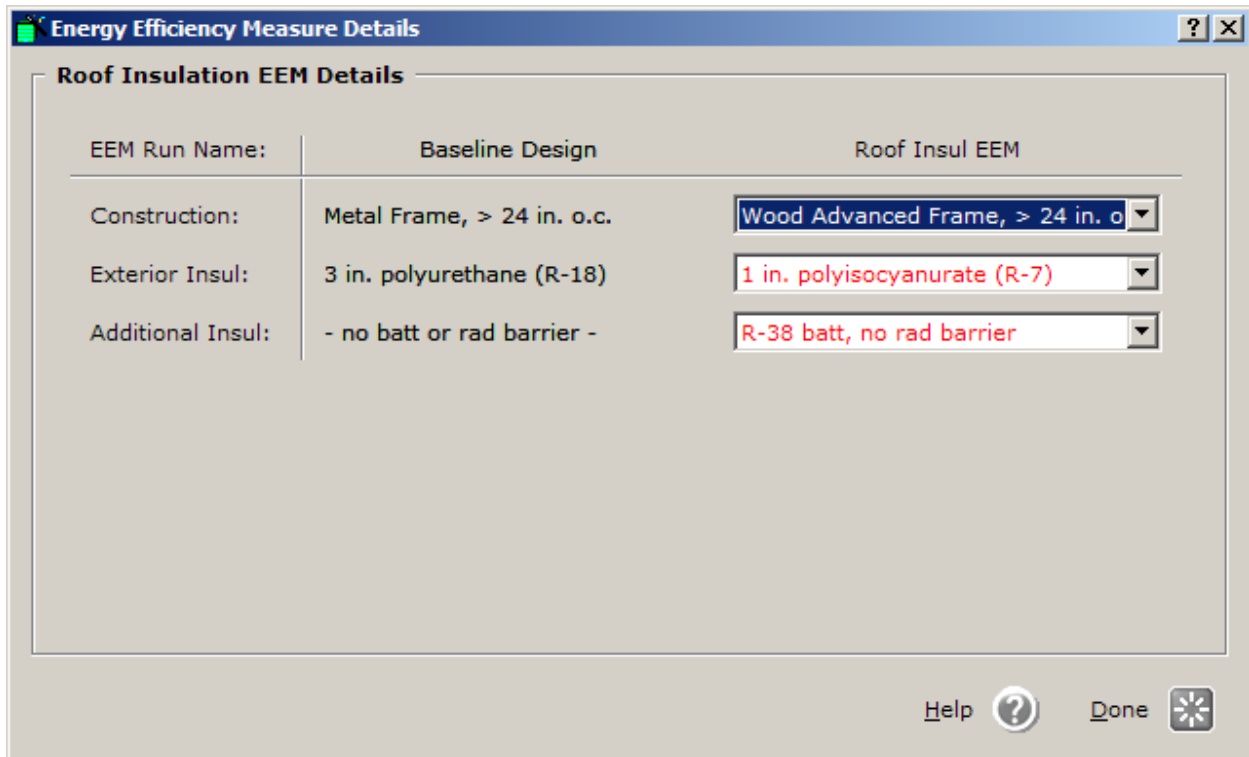 Energy Efficiency Measure Details
Roof Insulation EEM Details
EEM Run Name: Baseline Design Roof Insul EEM
Construction: Metal Frame, > 24 in. o.c. Wood Advanced Frame, > 24 in. o
Exterior Insul: 3 in. polyurethane (R-18) 1 in. polyisocyanurate (R-7)
Additional Insul: - no batt or rad barrier - R-38 batt, no rad barrier
Help Done